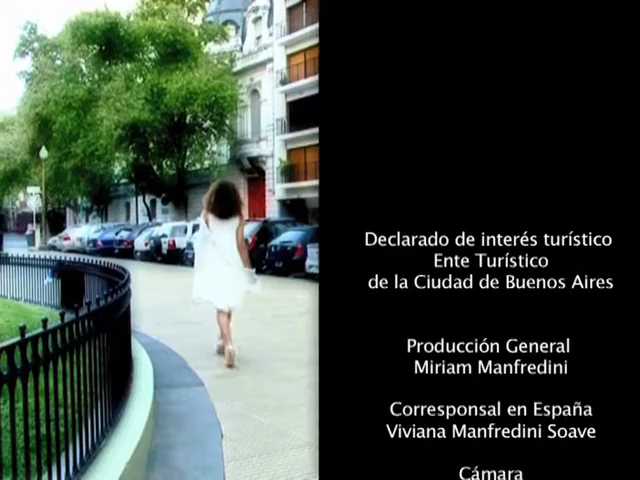 Declarado de interés turístico
Ente Turístico
de la Ciudad de Buenos Aires
Producción General
Miriam Manfredini
Corresponsal en España
Viviana Manfredini Soave
Cámara